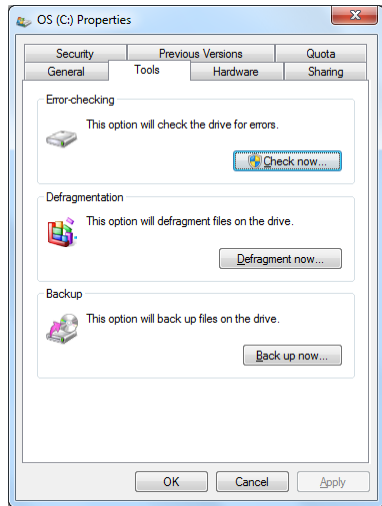 OS (C:) Properties
Security Previous Versions Quota
General Tools Hardware Sharing
Error-checking
This option will check the drive for errors.
Check now...
Defragmentation
This option will defragment files on the drive.
Defragment now...
Backup
This option will back up files on the drive.
Back up now...
OK Cancel Apply